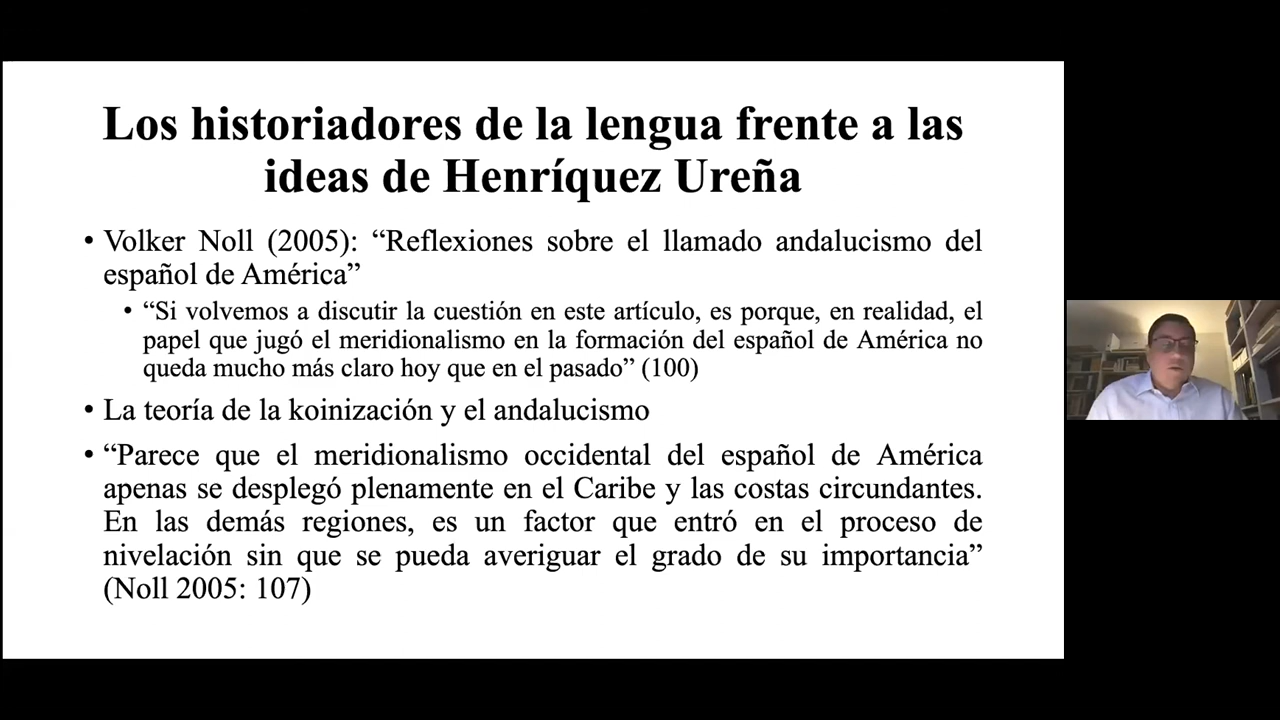 Los historiadores de la lengua frente a las
ideas de Henríquez Ureña
• Volker Noll (2005): “Reflexiones sobre el llamado andalucismo del
español de América”
• “Si volvemos a discutir la cuestión en este artículo, es porque, en realidad, el
papel que jugó el meridionalismo en la formación del español de América no
queda mucho más claro hoy que en el pasado” (100)
• La teoría de la koinización y el andalucismo
• “Parece que el meridionalismo occidental del español de América
apenas se desplegó plenamente en el Caribe y las costas circundantes.
En las demás regiones, es un factor que entró en el proceso de
nivelación sin que se pueda averiguar el grado de su importancia”
(Noll 2005: 107)